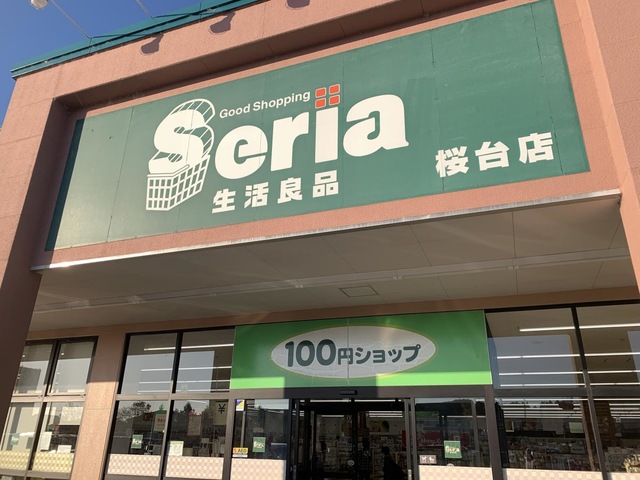 Good Shopping
Seria
生活良品
桜台店
100円ショップ